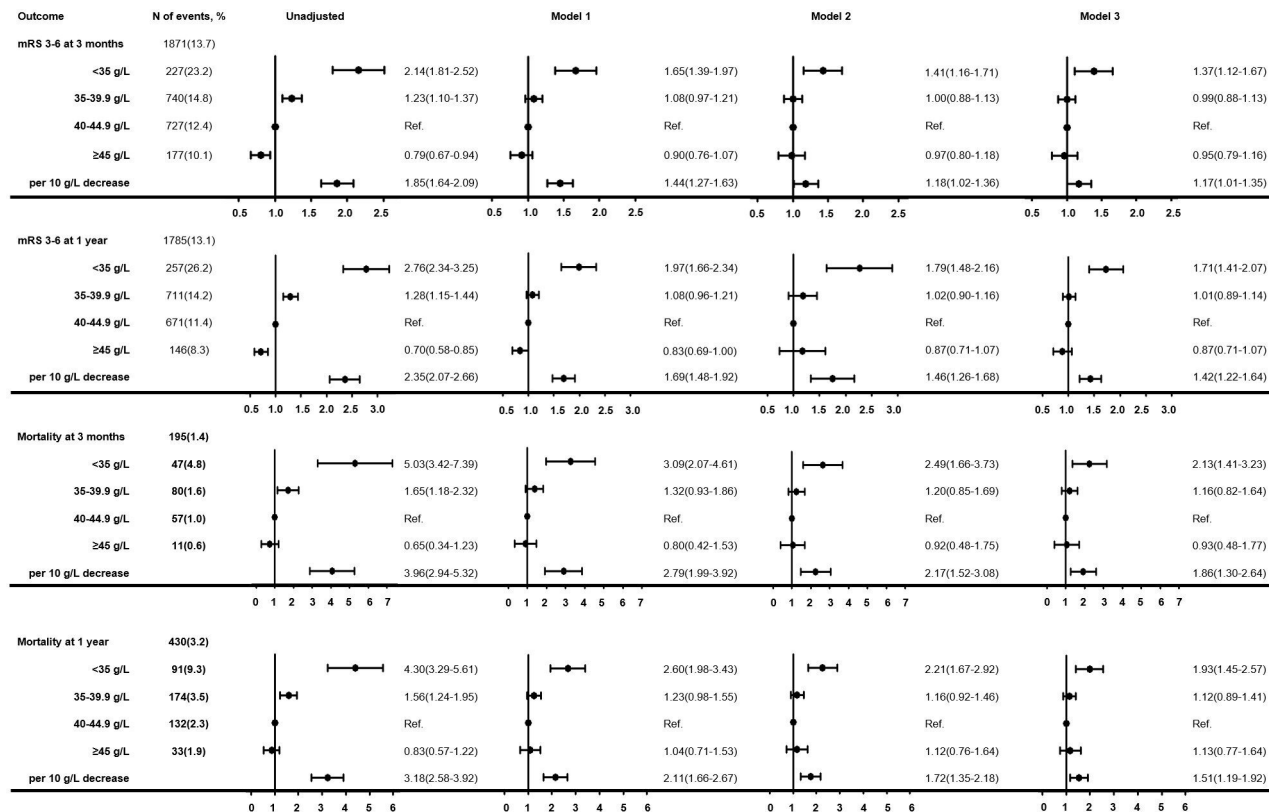 Outcome N of events, % Unadjusted Model 1 Model 2 Model 3
mRS 3-6 at 3 months 1871(13.7)
<35 g/L 227(23.2) 2.14(1.81-2.52) 1.65(1.39-1.97) 1.41(1.16-1.71) 1.37(1.12-1.67)
35-39.9 g/L 740(14.8) 1.23(1.10-1.37) 1.08(0.97-1.21) 1.00(0.88-1.13) 0.99(0.88-1.13)
40-44.9 g/L 727(12.4) Ref. Ref. Ref. Ref.
≥45 g/L 177(10.1) 0.79(0.67-0.94) 0.90(0.76-1.07) 0.97(0.80-1.18) 0.95(0.79-1.16)
per 10 g/L decrease 1.85(1.64-2.09) 1.44(1.27-1.63) 1.18(1.02-1.36) 1.17(1.01-1.35)
0.5 1.0 1.5 2.0 2.5 0.5 1.0 1.5 2.0 2.5 0.5 1.0 1.5 2.0 2.5 0.5 1.0 1.5 2.0 2.5
mRS 3-6 at 1 year 1785(13.1)
<35 g/L 257(26.2) 2.76(2.34-3.25) 1.97(1.66-2.34) 1.79(1.48-2.16) 1.71(1.41-2.07)
35-39.9 g/L 711(14.2) 1.28(1.15-1.44) 1.08(0.96-1.21) 1.02(0.90-1.16) 1.01(0.89-1.14)
40-44.9 g/L 671(11.4) Ref. Ref. Ref. Ref.
≥45 g/L 146(8.3) 0.70(0.58-0.85) 0.83(0.69-1.00) 0.87(0.71-1.07) 0.87(0.71-1.07)
per 10 g/L decrease 2.35(2.07-2.66) 1.69(1.48-1.92) 1.46(1.26-1.68) 1.42(1.22-1.64)
0.5 1.0 1.5 2.0 2.5 3.0 0.5 1.0 1.5 2.0 2.5 3.0 0.5 1.0 1.5 2.0 2.5 3.0 0.5 1.0 1.5 2.0 2.5 3.0
Mortality at 3 months 195(1.4)
<35 g/L 47(4.8) 5.03(3.42-7.39) 3.09(2.07-4.61) 2.49(1.66-3.73) 2.13(1.41-3.23)
35-39.9 g/L 80(1.6) 1.65(1.18-2.32) 1.32(0.93-1.86) 1.20(0.85-1.69) 1.16(0.82-1.64)
40-44.9 g/L 57(1.0) Ref. Ref. Ref. Ref.
≥45 g/L 11(0.6) 0.65(0.34-1.23) 0.80(0.42-1.53) 0.92(0.48-1.75) 0.93(0.48-1.77)
per 10 g/L decrease 3.96(2.94-5.32) 2.79(1.99-3.92) 2.17(1.52-3.08) 1.86(1.30-2.64)
0 1 2 3 4 5 6 7 0 1 2 3 4 5 6 7 0 1 2 3 4 5 6 7 0 1 2 3 4 5 6 7
Mortality at 1 year 430(3.2)
<35 g/L 91(9.3) 4.30(3.29-5.61) 2.60(1.98-3.43) 2.21(1.67-2.92) 1.93(1.45-2.57)
35-39.9 g/L 174(3.5) 1.56(1.24-1.95) 1.23(0.98-1.55) 1.16(0.92-1.46) 1.12(0.89-1.41)
40-44.9 g/L 132(2.3) Ref. Ref. Ref. Ref.
≥45 g/L 33(1.9) 0.83(0.57-1.22) 1.04(0.71-1.53) 1.12(0.76-1.64) 1.13(0.77-1.64)
per 10 g/L decrease 3.18(2.58-3.92) 2.11(1.66-2.67) 1.72(1.35-2.18) 1.51(1.19-1.92)
0 1 2 3 4 5 6 0 1 2 3 4 5 6 0 1 2 3 4 5 6 0 1 2 3 4 5 6